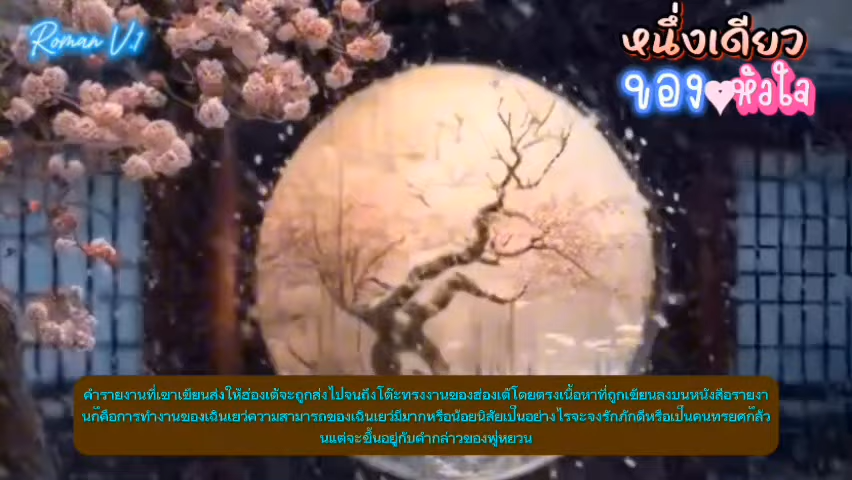 Roman V.1
หนึ่งเดียว
ของหัวใจ
คำรายงานที่เขาเขียนส่งให้ฮ่องเต้จะถูกส่งไปจนถึงโต๊ะทรงงานของฮ่องเต้โดยตรงเนื้อหาที่ถูกเขียนลงบนหนังสือรายงา
นก็คือการทำงานของเฉินเยว่ความสามารถของเฉินเยว่มีมากหรือน้อยนิสัยเป็นอย่างไรจะจงรักภักดีหรือเป็นคนทรยศก็ล้ว
นแต่จะขึ้นอยู่กับคำกล่าวของฟู่หยวน